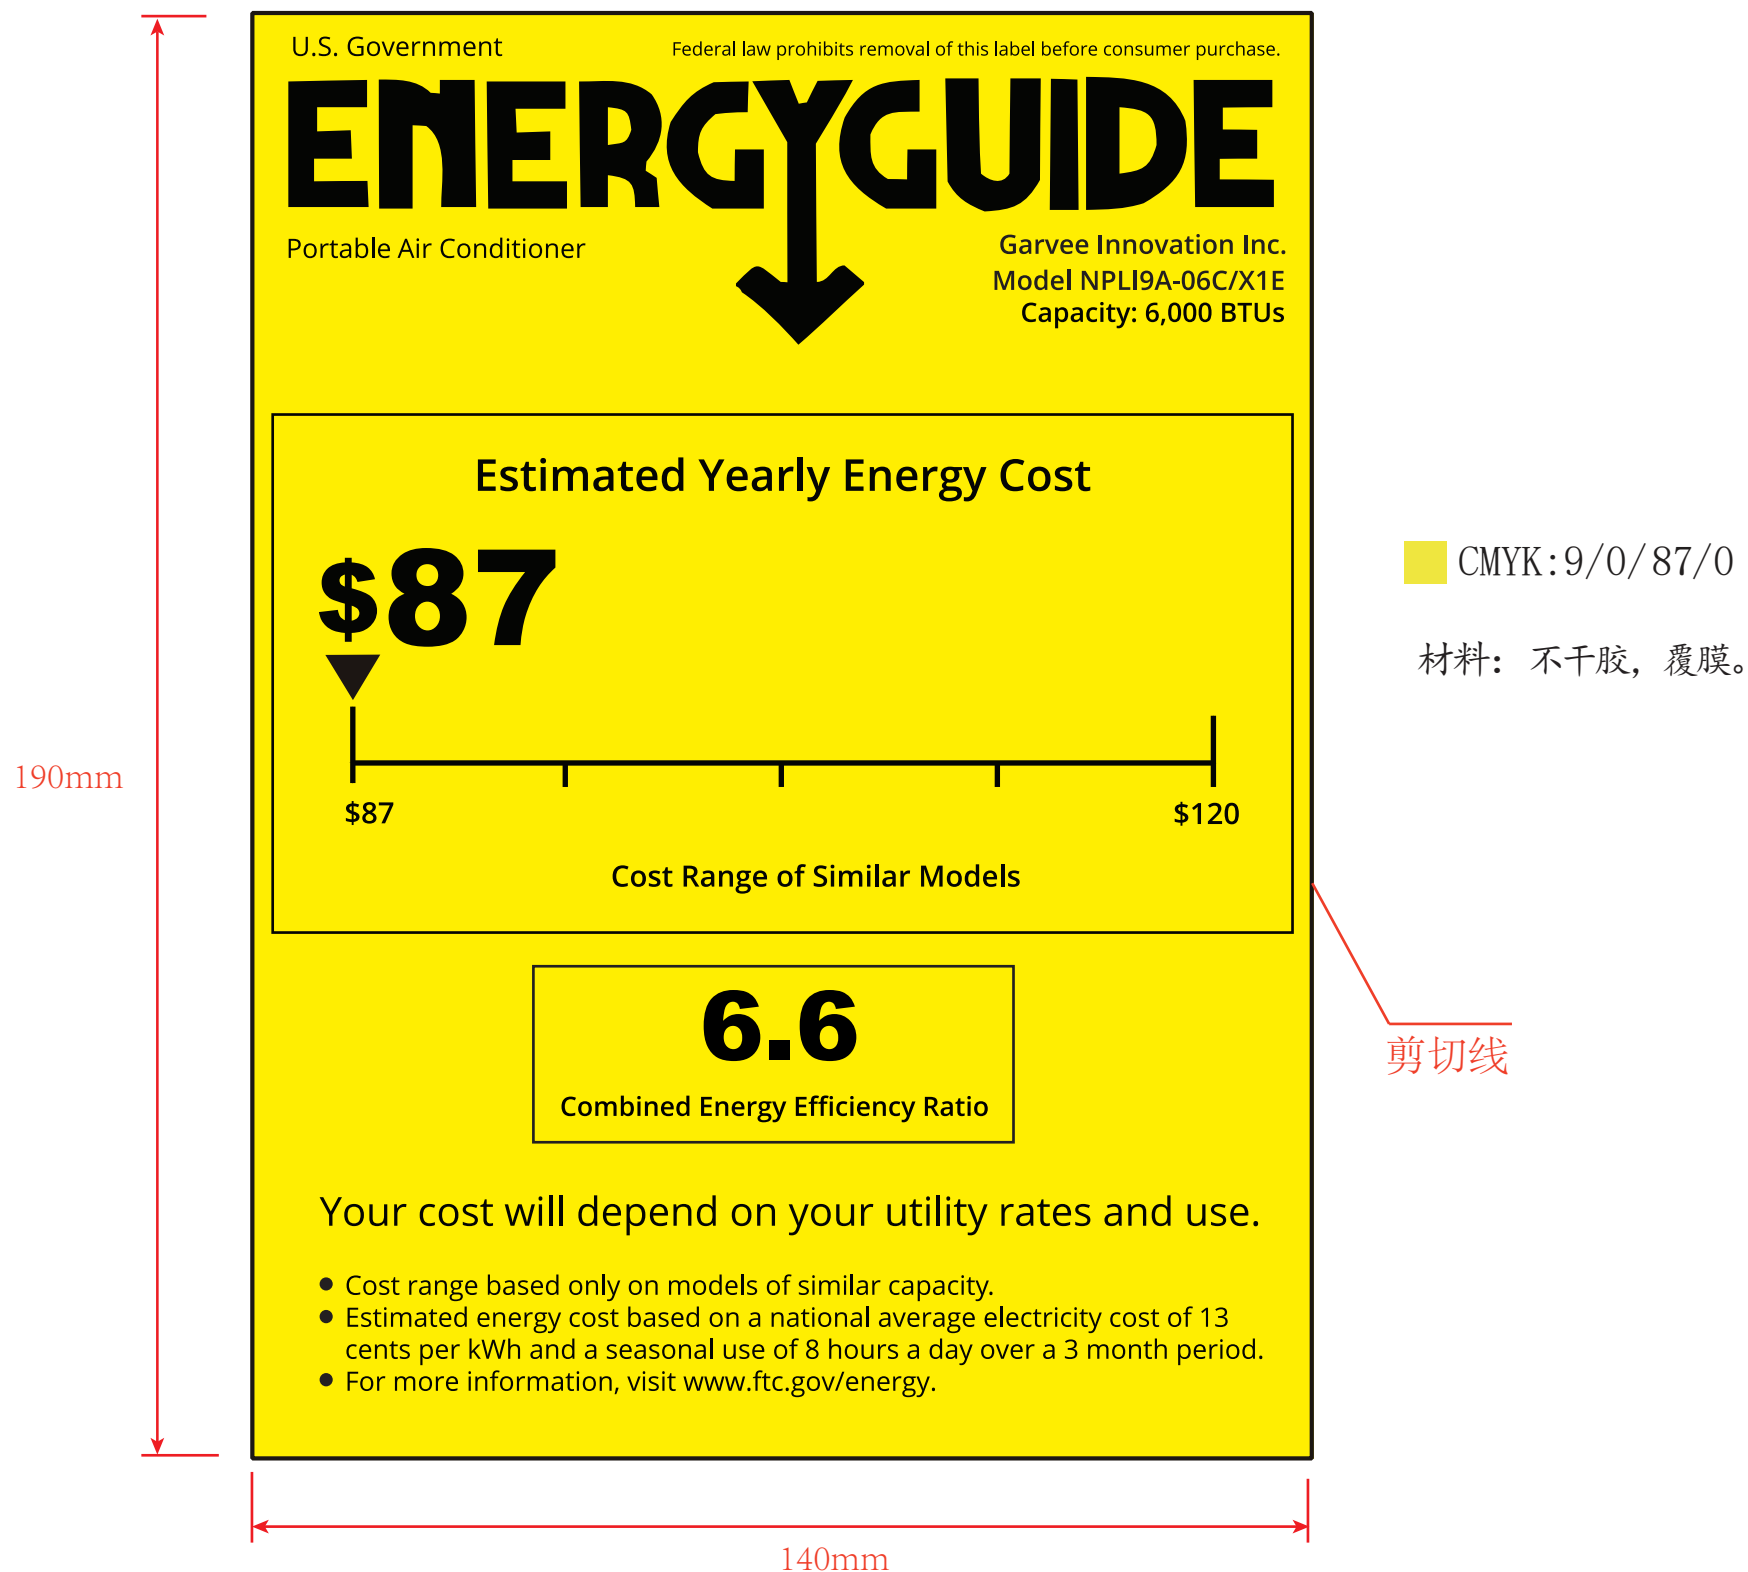 U.S. Government
Federal law prohibits removal of this label before consumer purchase.
ENERGYGUIDE
Portable Air Conditioner
Garvee Innovation Inc.
Model NPLI9A-06C/X1E
Capacity: 6,000 BTUs
Estimated Yearly Energy Cost
$87
$87
$120
Cost Range of Similar Models
6.6
Combined Energy Efficiency Ratio
Your cost will depend on your utility rates and use.
● Cost range based only on models of similar capacity.
● Estimated energy cost based on a national average electricity cost of 13
cents per kWh and a seasonal use of 8 hours a day over a 3 month period.
● For more information, visit www.ftc.gov/energy.
190mm
140mm
CMYK:9/0/87/0
材料：不干胶，覆膜。
剪切线